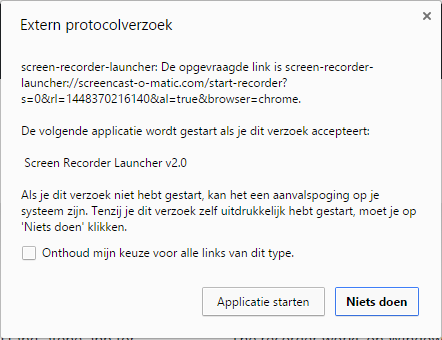 Extern protocolverzoek
screen-recorder-launcher: De opgevraagde link is screen-recorder-
launcher://screencast-o-matic.com/start-recorder?
s=0&rl=1448370216140&al=true&browser=chrome.
De volgende applicatie wordt gestart als je dit verzoek accepteert:
Screen Recorder Launcher v2.0
Als je dit verzoek niet hebt gestart, kan het een aanvalspoging op je
systeem zijn. Tenzij je dit verzoek zelf uitdrukkelijk hebt gestart, moet je op
'Niets doen' klikken.
Onthoud mijn keuze voor alle links van dit type.
Applicatie starten
Niets doen